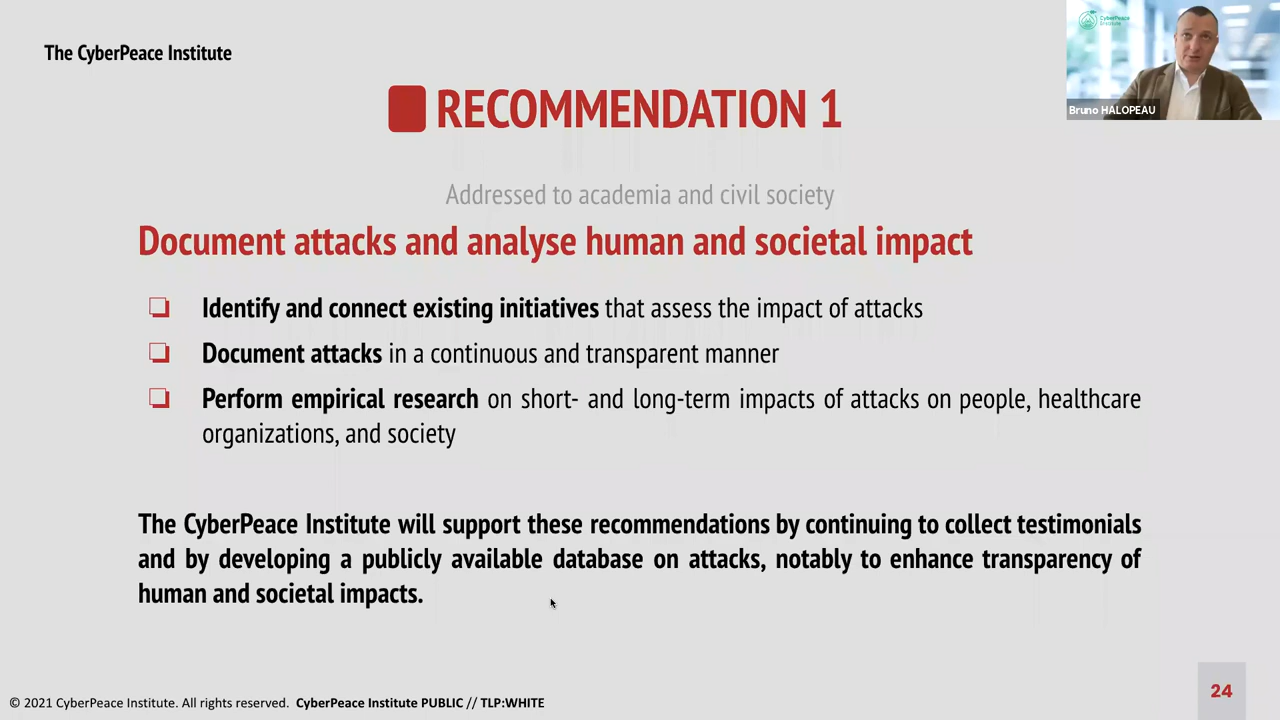 The CyberPeace Institute
CyberPeace
Institute
Bruno HALOPEAU
RECOMMENDATION 1
Addressed to academia and civil society
Document attacks and analyse human and societal impact
Identify and connect existing initiatives that assess the impact of attacks
Document attacks in a continuous and transparent manner
Perform empirical research on short- and long-term impacts of attacks on people, healthcare
organizations, and society
The CyberPeace Institute will support these recommendations by continuing to collect testimonials
and by developing a publicly available database on attacks, notably to enhance transparency of
human and societal impacts.
© 2021 CyberPeace Institute. All rights reserved. CyberPeace Institute PUBLIC // TLP:WHITE
24